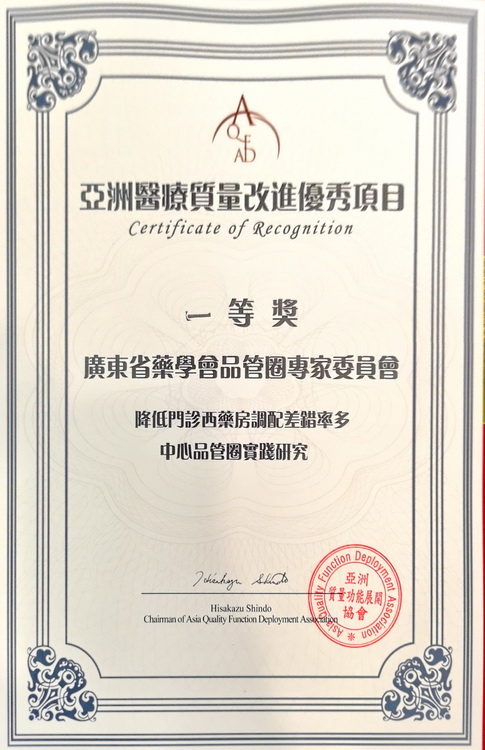 AQFAD
亞洲醫療質量改進優秀項目
Certificate of Recognition
一等獎
廣東省藥學會品管圈專家委員會
降低門診西藥房調配差錯率多
中心品管圈實踐研究
Hisakazu Shindo
Hisakazu Shindo
Chairman of Asia Quality Function Deployment Association
Asia Quality Function Deployment Association
亞洲
質量功能展開
協會